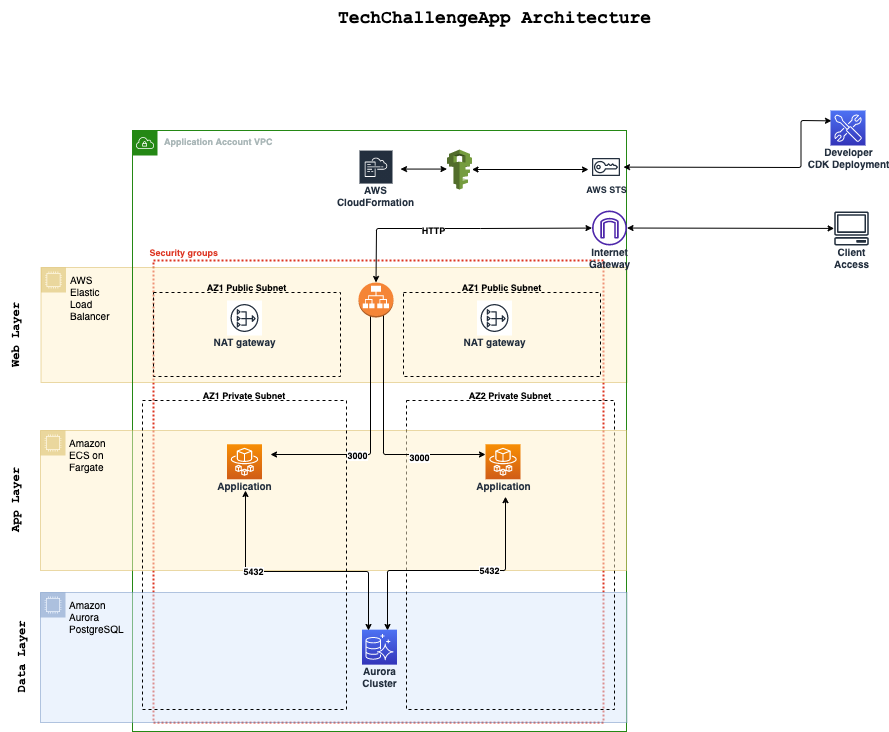 TechChallengeApp Architecture
Application Account VPC
AWS
CloudFormation
AWS STS
Developer
CDK Deployment
HTTP
Internet
Gateway
Client
Access
Security groups
Web Layer
AWS
Elastic
Load
Balancer
AZ1 Public Subnet
NAT gateway
AZ1 Public Subnet
NAT gateway
AZ1 Private Subnet
AZ2 Private Subnet
App Layer
Amazon
ECS on
Fargate
3000
3000
Application
Application
5432
5432
Data Layer
Amazon
Aurora
PostgreSQL
Aurora
Cluster